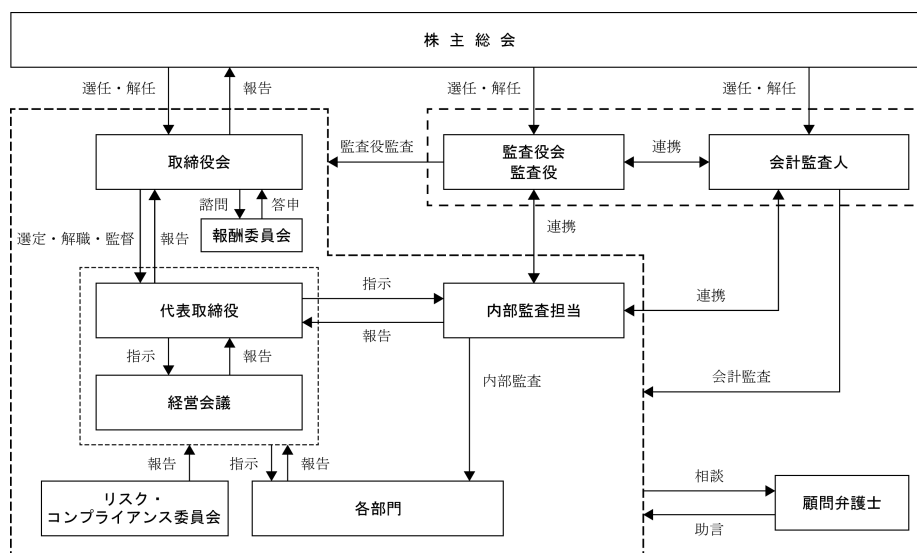 株主総会
選任・解任
報告
選任・解任
選任・解任
取締役会
監査役監査
監査役会
監査役
連携
会計監査人
諮問
答申
報酬委員会
選定・解職・監督
報告
連携
代表取締役
指示
報告
内部監査担当
連携
指示
報告
経営会議
内部監査
会計監査
報告
指示
報告
リスク・
コンプライアンス委員会
各部門
相談
助言
顧問弁護士